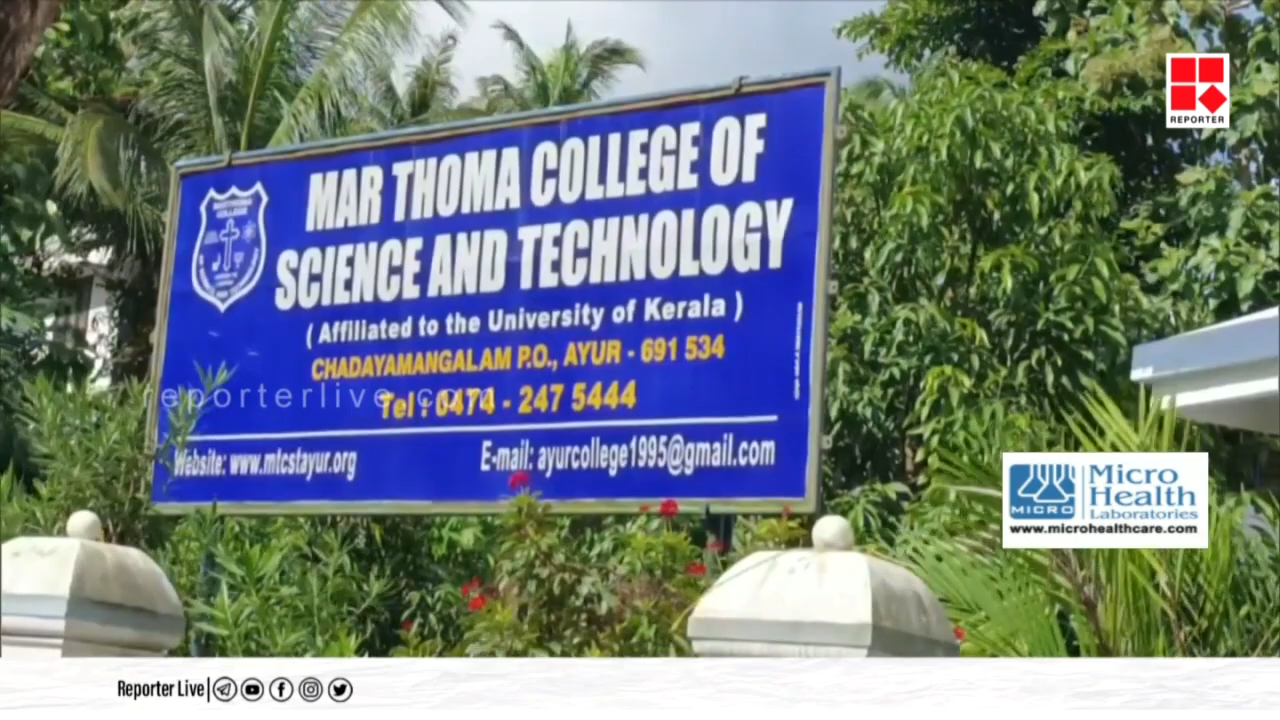 REPORTER
MARTHOMA
COLLEGE
MAR THOMA COLLEGE OF
SCIENCE AND TECHNOLOGY
( Affiliated to the University of Kerala )
CHADAYAMANGALAM P.O., AYUR - 691 534
reporterlive.com
Tel : 0474 - 247 5444
Website: www.mtcstayur.org
E-mail: ayurcollege1995@gmail.com
MICRO
Micro
Health
Laboratories
www.microhealthcare.com
Reporter Live